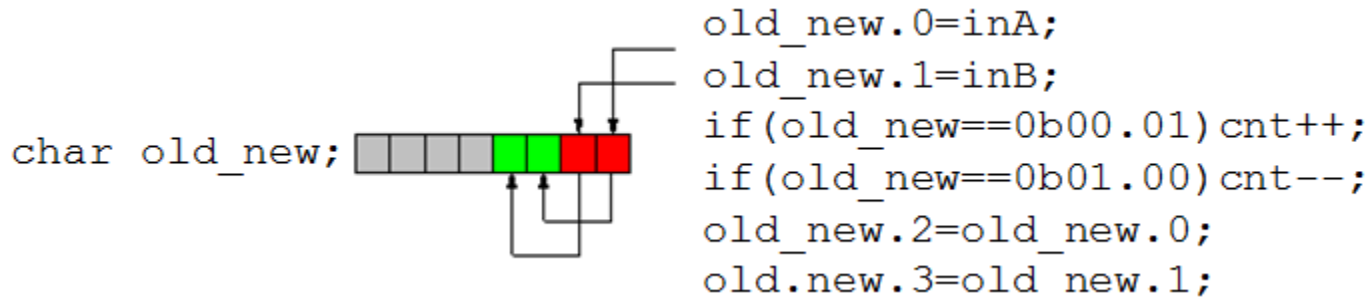 old_new.0=inA;
old_new.1=inB;
if(old_new==0b00.01)cnt++;
char old_new;
if(old_new==0b01.00)cnt--;
old_new.2=old_new.0;
old.new.3=old_new.1;